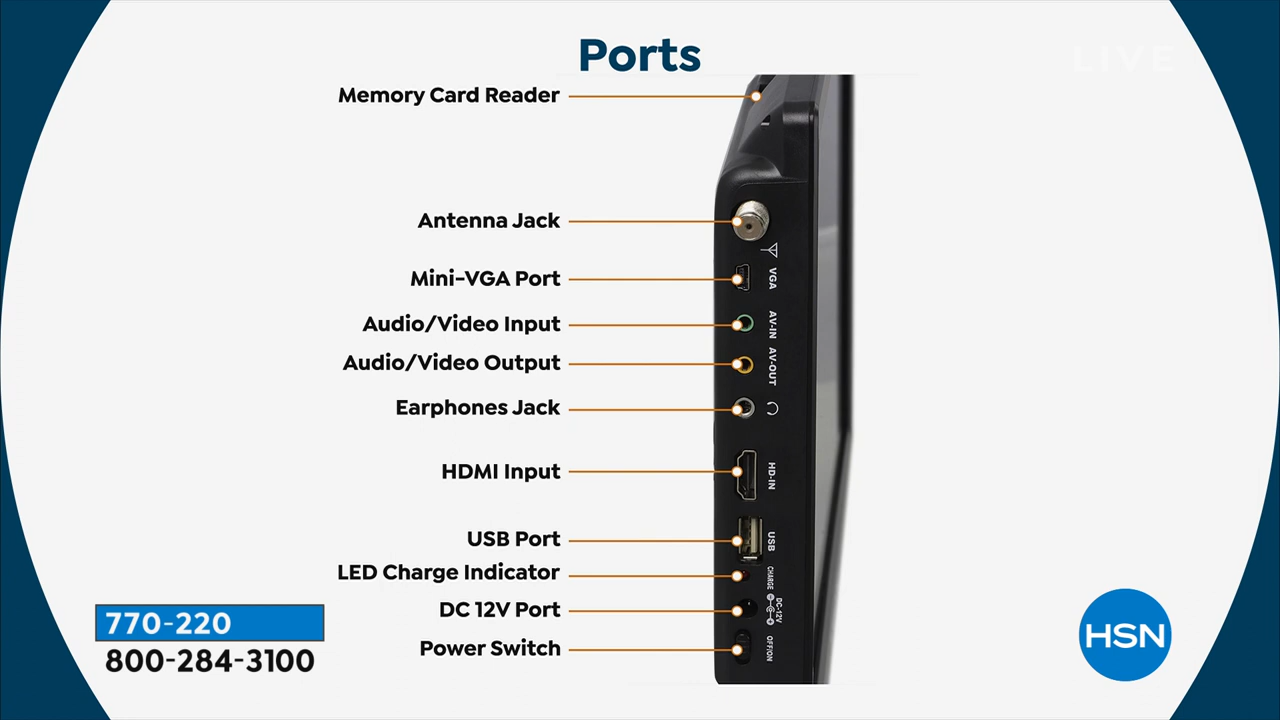 Ports
LIVE
Memory Card Reader
Antenna Jack
Mini-VGA Port
VGA
Audio/Video Input
AV-IN
Audio/Video Output
AV-OUT
Earphones Jack
HDMI Input
HD-IN
USB Port
USB
LED Charge Indicator
CHARGE
DC 12V Port
DC-12V
Power Switch
OFF/ON
770-220
800-284-3100
HSN